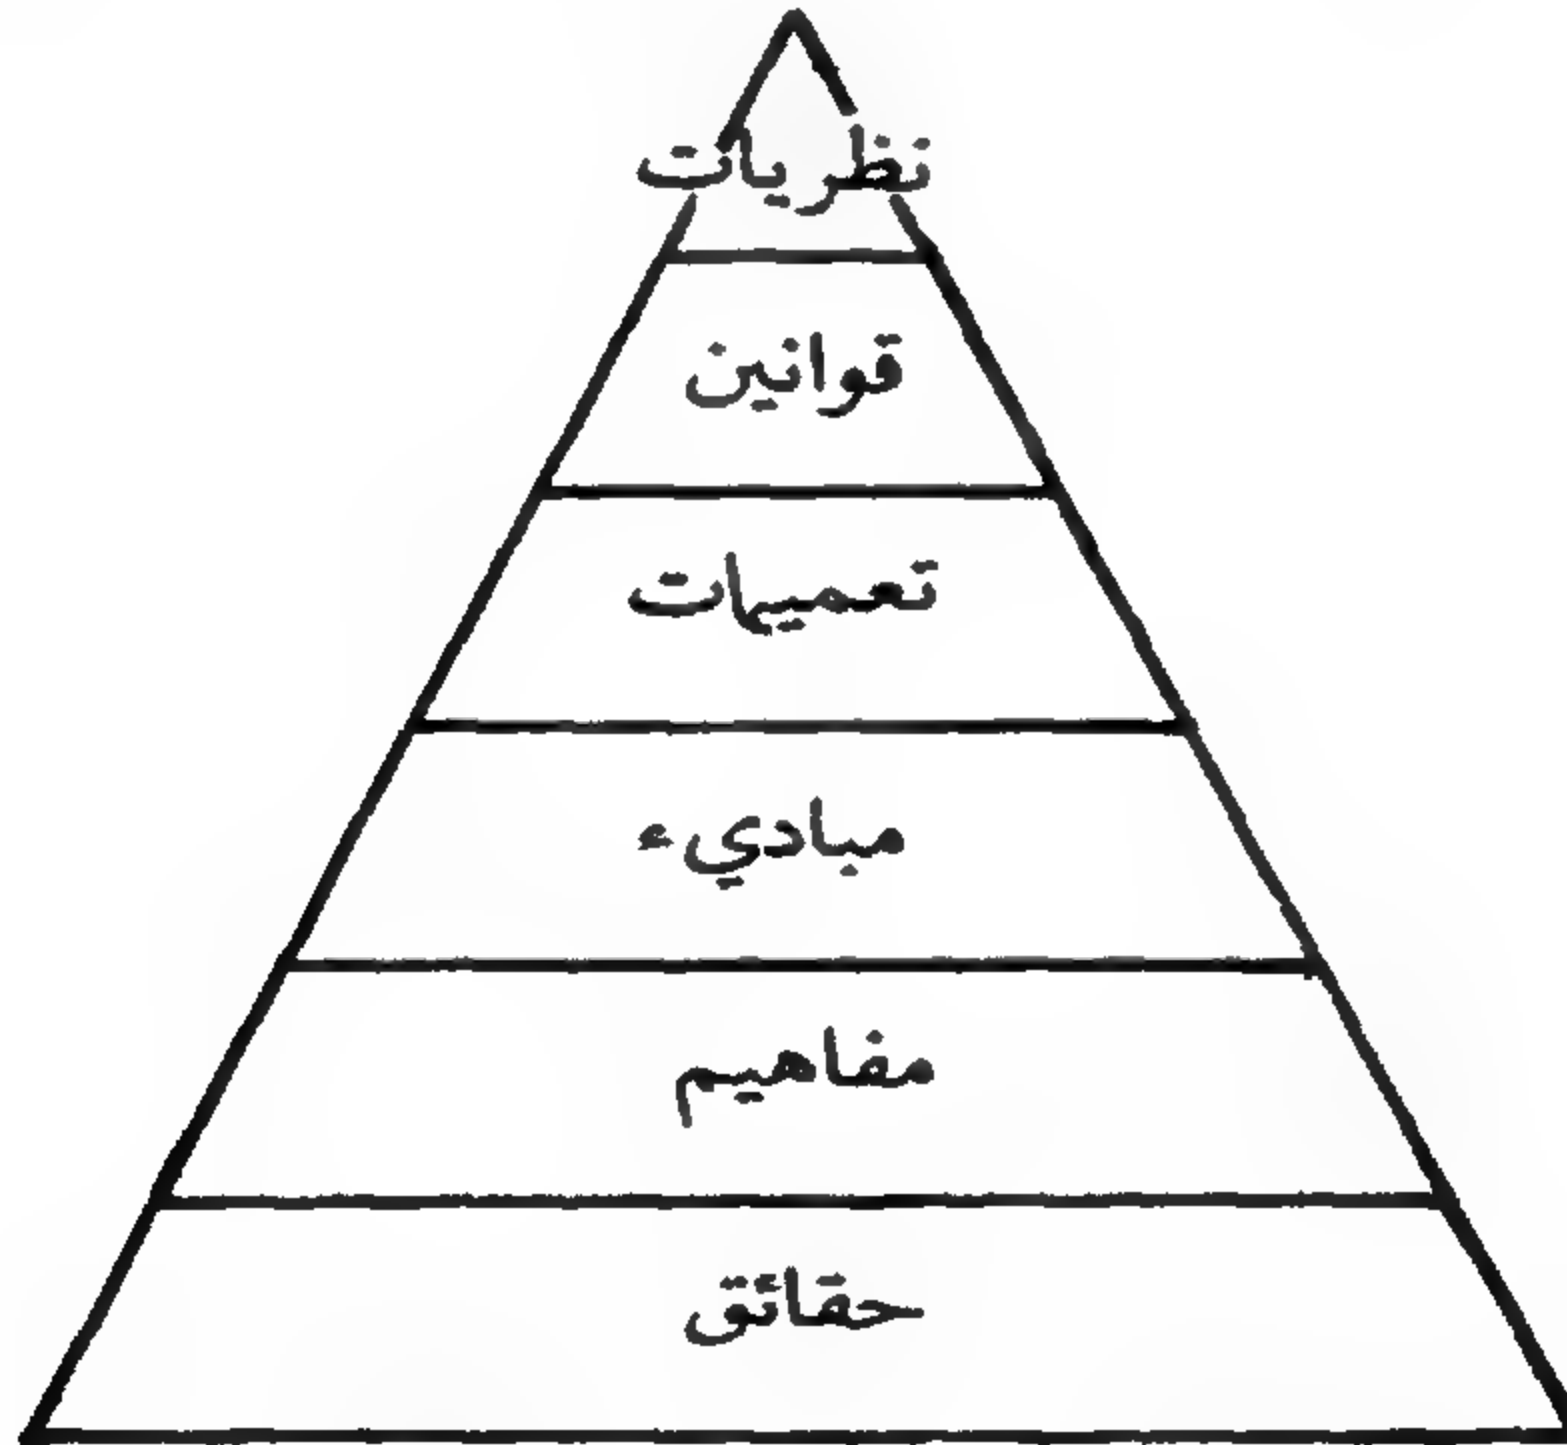 نظريات
قوانين
تعميمات
مباديء
مفاهيم
حقائق